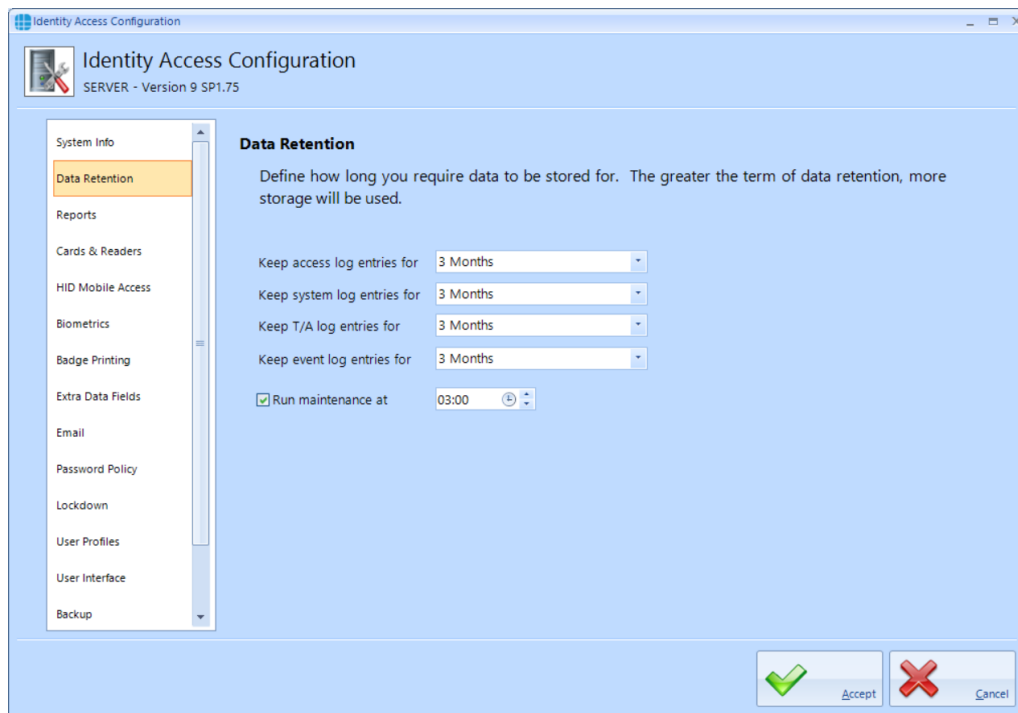 Identity Access Configuration
Identity Access Configuration
SERVER - Version 9 SP1.75
System Info
Data Retention
Reports
Cards & Readers
HID Mobile Access
Biometrics
Badge Printing
Extra Data Fields
Email
Password Policy
Lockdown
User Profiles
User Interface
Backup
Data Retention
Define how long you require data to be stored for. The greater the term of data retention, more
storage will be used.
Keep access log entries for 3 Months
Keep system log entries for 3 Months
Keep T/A log entries for 3 Months
Keep event log entries for 3 Months
Run maintenance at 03:00
Accept Cancel